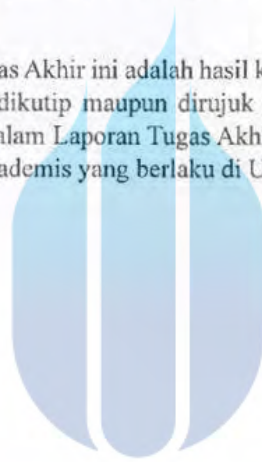 as Akhir ini adalah hasil k
dikutip maupun dirujuk
alam Laporan Tugas Akh
ademis yang berlaku di U